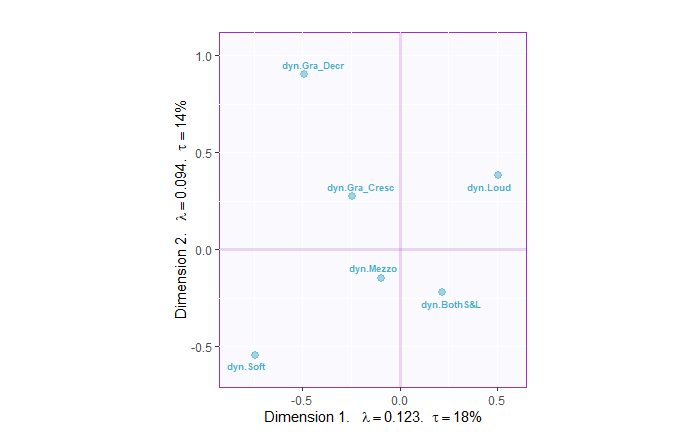 1.0
dyn.Gra_Decr
0.5
dyn.Gra_Cresc
dyn.Loud
0.0
dyn.Mezzo
dyn.BothS&L
-0.5
dyn.Soft
-0.5 0.0 0.5
Dimension 1. λ = 0.123. τ = 18%
Dimension 2. λ = 0.094. τ = 14%